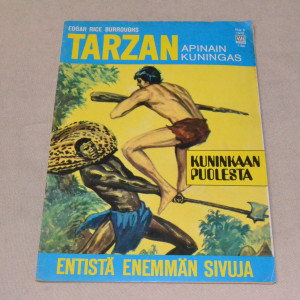 EDGAR RICE BURROUGHS
TARZAN
APINAIN
KUNINGAS
KUNINKAAN
PUOLESTA
ENTISTÄ ENEMMÄN SIVUJA